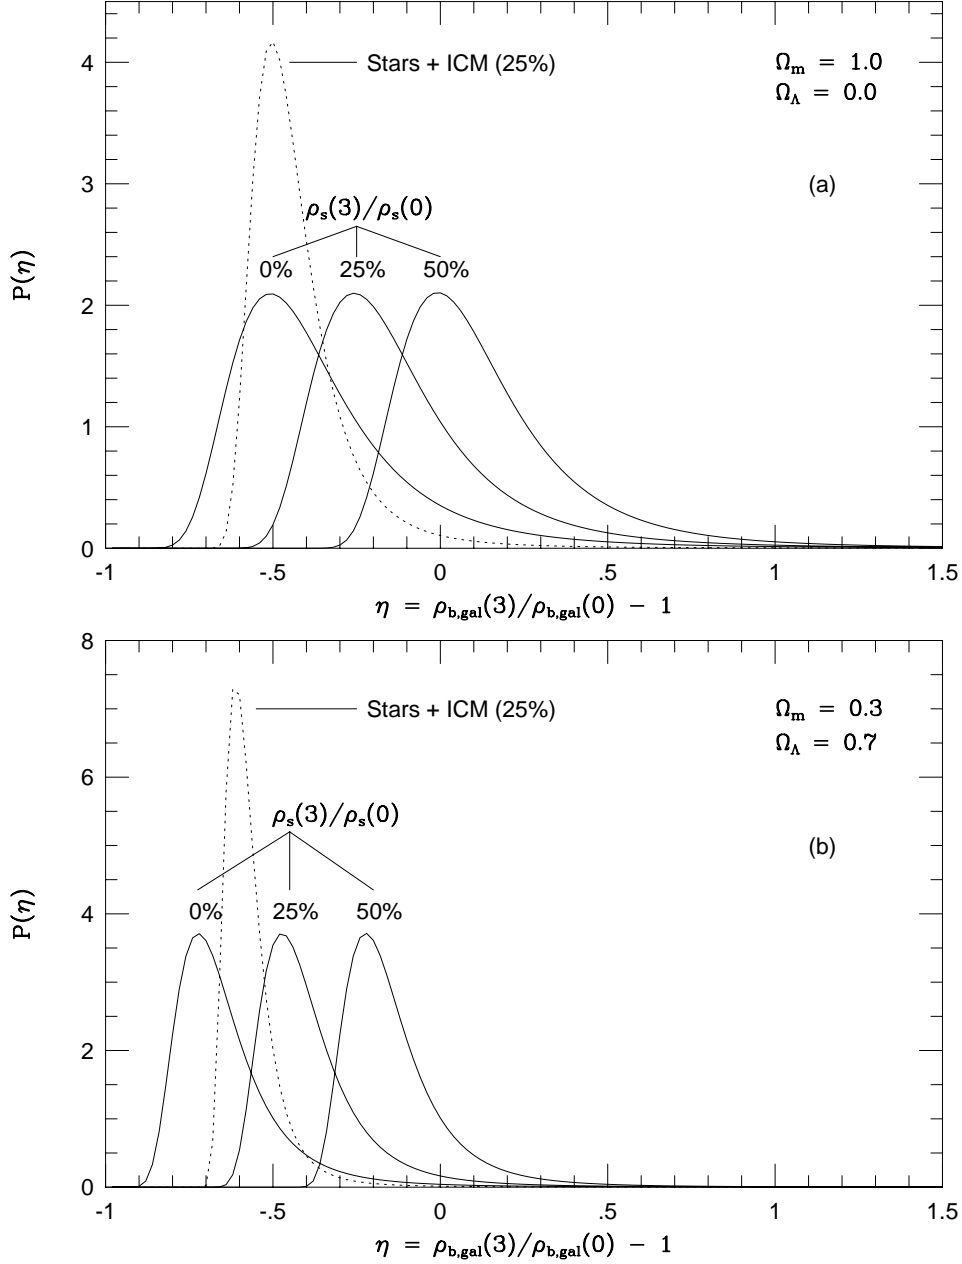 4
Stars + ICM (25%)
Ωm = 1.0
ΩΛ = 0.0
3
(a)
ρs(3)/ρs(0)
0% 25% 50%
P(η)
2
1
0
-1 -.5 0 .5 1 1.5
η = ρb,gal(3)/ρb,gal(0) − 1
8
Stars + ICM (25%)
Ωm = 0.3
ΩΛ = 0.7
6
ρs(3)/ρs(0)
(b)
0% 25% 50%
P(η)
4
2
0
-1 -.5 0 .5 1 1.5
η = ρb,gal(3)/ρb,gal(0) − 1